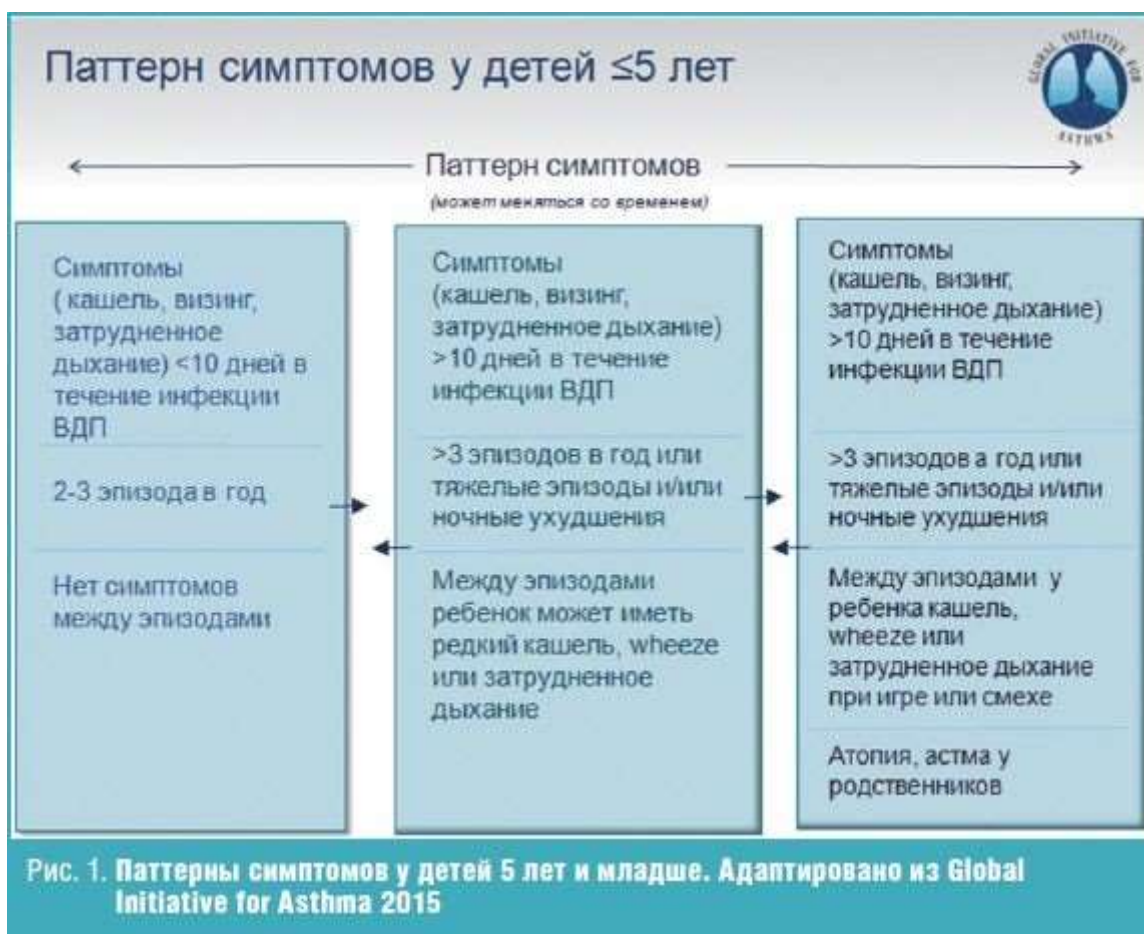 Паттерн симптомов у детей ≤5 лет
GLOBAL INITIATIVE FOR
ASTHMA
Паттерн симптомов
(может меняться со временем)
Симптомы
( кашель, визинг,
затрудненное
дыхание) <10 дней в
течение инфекции
ВДП
2-3 эпизода в год
Нет симптомов
между эпизодами
Симптомы
(кашель, визинг,
затрудненное дыхание)
>10 дней в течение
инфекции ВДП
>3 эпизодов в год или
тяжелые эпизоды и/или
ночные ухудшения
Между эпизодами
ребенок может иметь
редкий кашель, wheeze
или затрудненное
дыхание
Симптомы
(кашель, визинг,
затрудненное дыхание)
>10 дней в течение
инфекции ВДП
>3 эпизодов а год или
тяжелые эпизоды и/или
ночные ухудшения
Между эпизодами у
ребенка кашель,
wheeze или
затрудненное дыхание
при игре или смехе
Атопия, астма у
родственников
Рис. 1. Паттерны симптомов у детей 5 лет и младше. Адаптировано из Global
Initiative for Asthma 2015